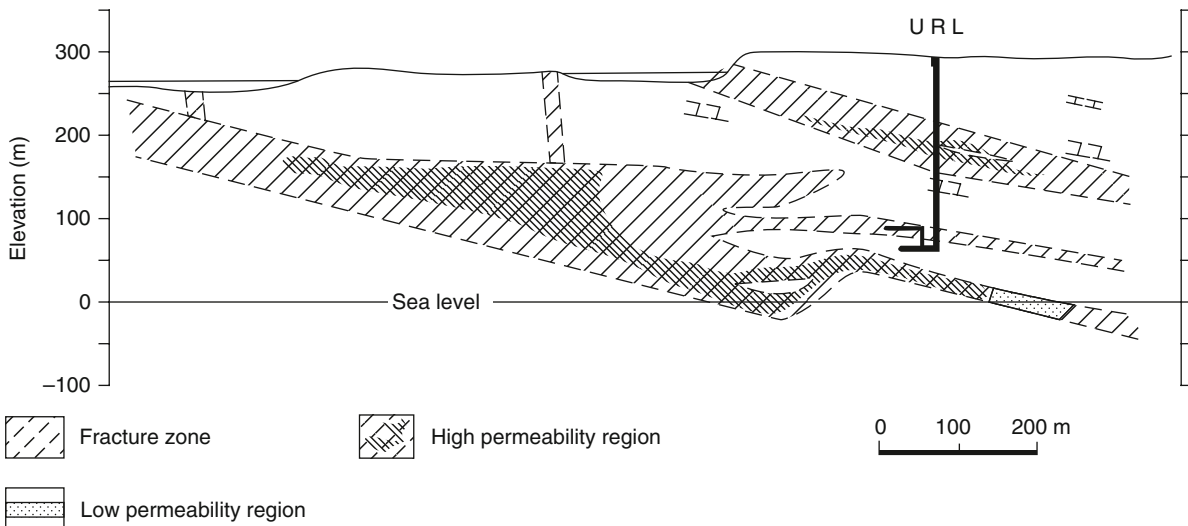 U R L
300
200
100
0
–100
Elevation (m)
Sea level
Fracture zone
High permeability region
0 100 200 m
Low permeability region